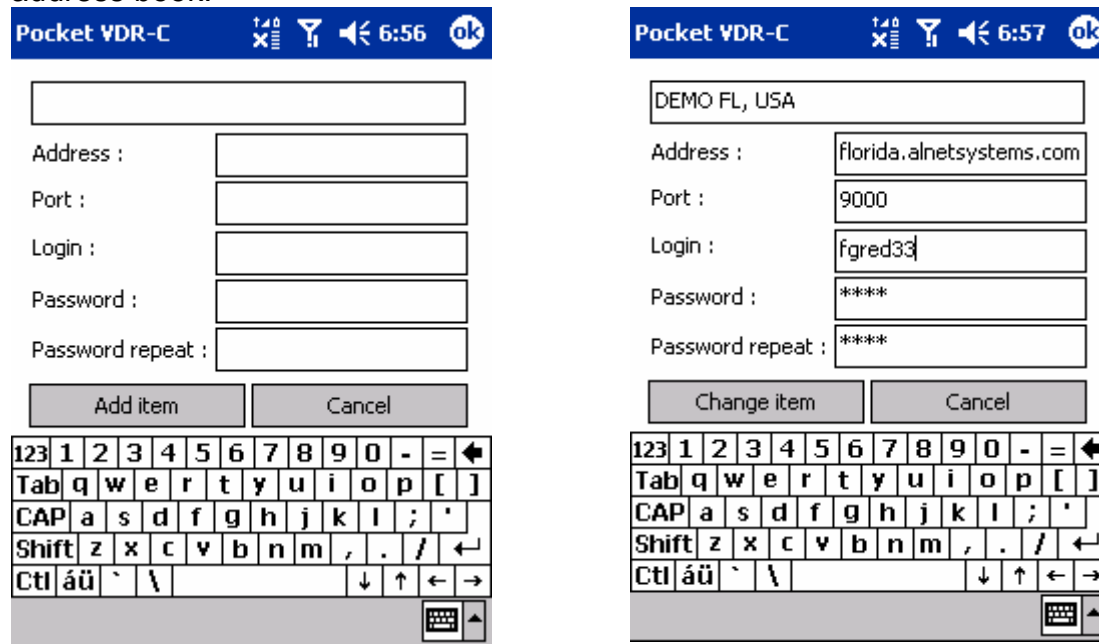 address book.
Pocket VDR-C 6:56 ok
Address :
Port :
Login :
Password :
Password repeat :
Add item Cancel
123 1 2 3 4 5 6 7 8 9 0 - =
Tab q w e r t y u i o p [ ]
CAP a s d f g h j k l ; '
Shift z x c v b n m , . /
Ctl áü ` \
Pocket VDR-C 6:57 ok
DEMO FL, USA
Address : florida.alnetsystems.com
Port : 9000
Login : fgred33
Password : ****
Password repeat : ****
Change item Cancel
123 1 2 3 4 5 6 7 8 9 0 - =
Tab q w e r t y u i o p [ ]
CAP a s d f g h j k l ; '
Shift z x c v b n m , . /
Ctl áü ` \